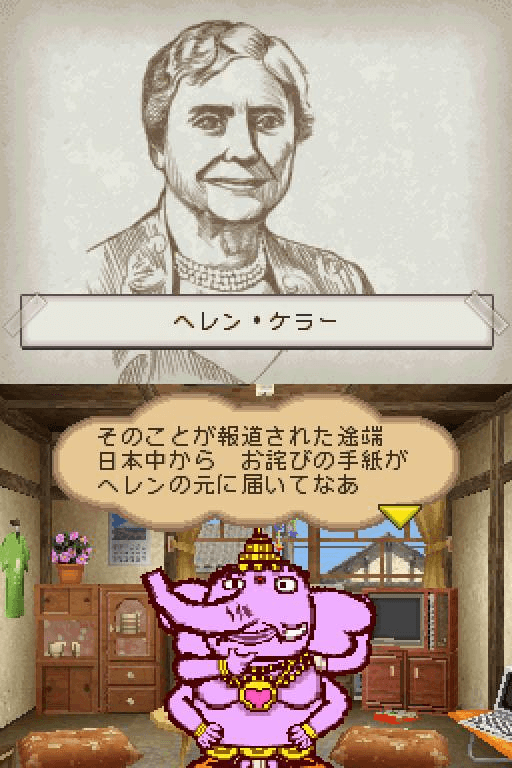 ヘレン・ケラー
そのことが報道された途端
日本中から　お詫びの手紙が
ヘレンの元に届いてなあ